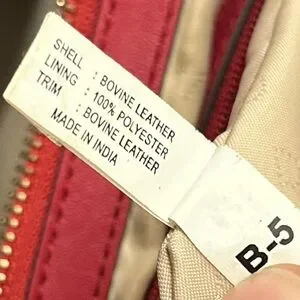 SHELL : BOVINE LEATHER
LINING : 100% POLYESTER
TRIM : BOVINE LEATHER
MADE IN INDIA
B-5